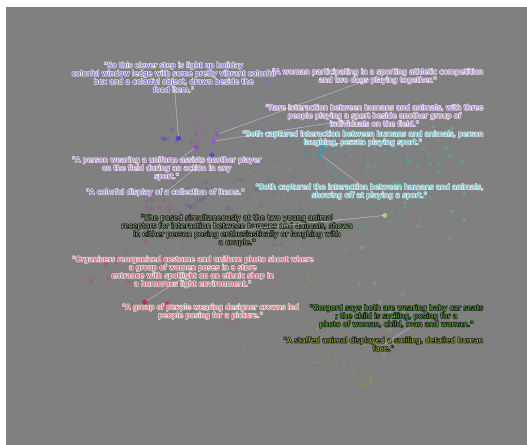 "So this clever step is light up holiday
colorful window ledge with some pretty vibrant colorful
box and a colorful object, drawn beside the
food item."
"A woman participating in a sporting athletic competition
and two dogs playing together."
"Rare interaction between humans and animals, with three
people playing a sport beside another group of
individuals on the field."
"Both captured interaction between humans and animals, person
laughing, person playing sport."
"A person wearing a uniform assists another player
on the field during an action in any
sport."
"A colorful display of a collection of items."
"Both captured the interaction between humans and animals,
showing off at playing a sport."
posed simultaneously at the two young animal
receptors for interaction between humans and animals, shown
in either person posing enthusiastically or laughing with
a couple."
"Organizers reorganized costume and uniform photo shoot where
a group of women poses in a store
entrance with spotlight on an ethnic shop in
a humorous light environment."
"A group of people wearing designer crowns led
people posing for a picture."
says both are wearing baby car seats
; the child is smiling, posing for a
photo of woman, child, man and woman."
"A stuffed animal displayed a smiling, detailed human
face."